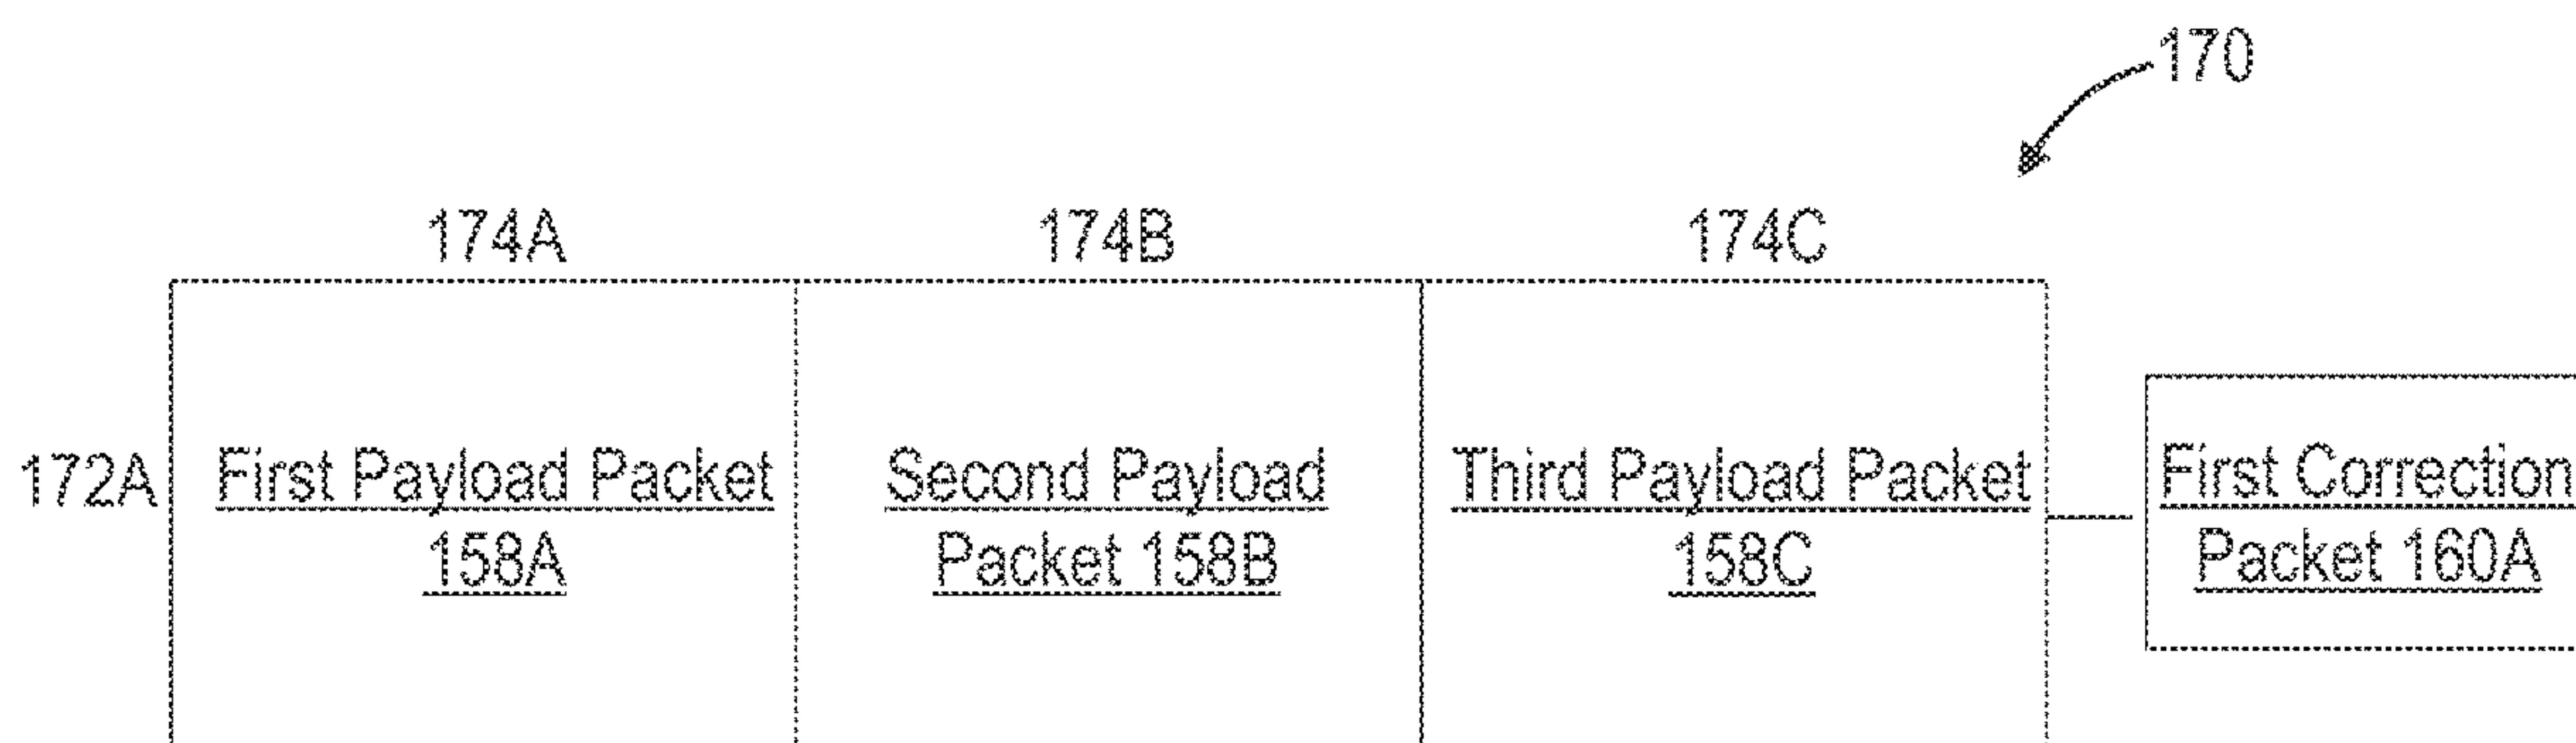 170
174A 174B 174C
172A First Payload Packet Second Payload Third Payload Packet First Correction
158A Packet 158B 158C Packet 160A